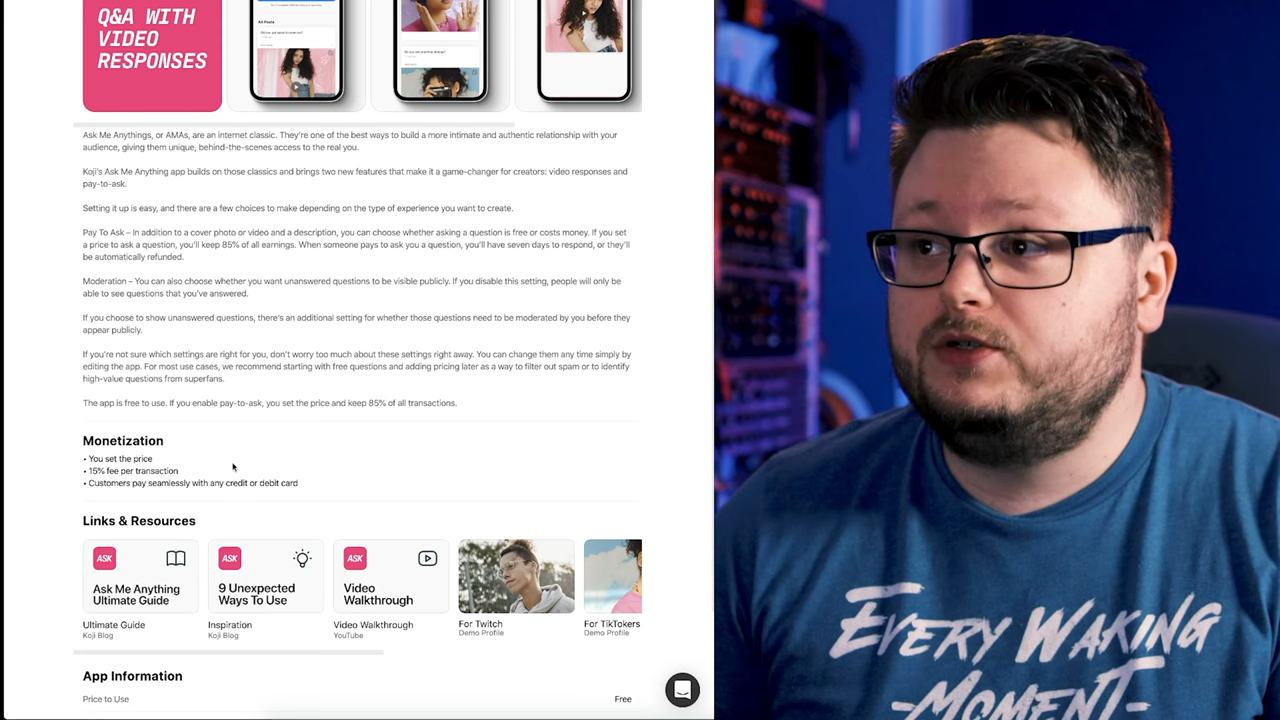 Q&A WITH
VIDEO
RESPONSES
All Posts
Ask Me Anythings, or AMAs, are an internet classic. They're one of the best ways to build a more intimate and authentic relationship with your
audience, giving them unique, behind-the-scenes access to the real you.
Koji's Ask Me Anything app builds on those classics and brings two new features that make it a game-changer for creators: video responses and
pay-to-ask.
Setting it up is easy, and there are a few choices to make depending on the type of experience you want to create.
Pay To Ask – In addition to a cover photo or video and a description, you can choose whether asking a question is free or costs money. If you set
a price to ask a question, you'll keep 85% of all earnings. When someone pays to ask you a question, you'll have seven days to respond, or they'll
be automatically refunded.
Moderation – You can also choose whether you want unanswered questions to be visible publicly. If you disable this setting, people will only be
able to see questions that you've answered.
If you choose to show unanswered questions, there's an additional setting for whether those questions need to be moderated by you before they
appear publicly.
If you're not sure which settings are right for you, don't worry too much about these settings right away. You can change them any time simply by
editing the app. For most use cases, we recommend starting with free questions and adding pricing later as a way to filter out spam or to identify
high-value questions from superfans.
The app is free to use. If you enable pay-to-ask, you set the price and keep 85% of all transactions.
Monetization
• You set the price
• 15% fee per transaction
• Customers pay seamlessly with any credit or debit card
Links & Resources
ASK
Ask Me Anything
Ultimate Guide
Ultimate Guide
Koji Blog
ASK
9 Unexpected
Ways To Use
Inspiration
Koji Blog
ASK
Video
Walkthrough
Video Walkthrough
YouTube
For Twitch
Demo Profile
For TikTokers
Demo Profile
App Information
Price to Use
Free
EVERY WAKING
-MOMENT-